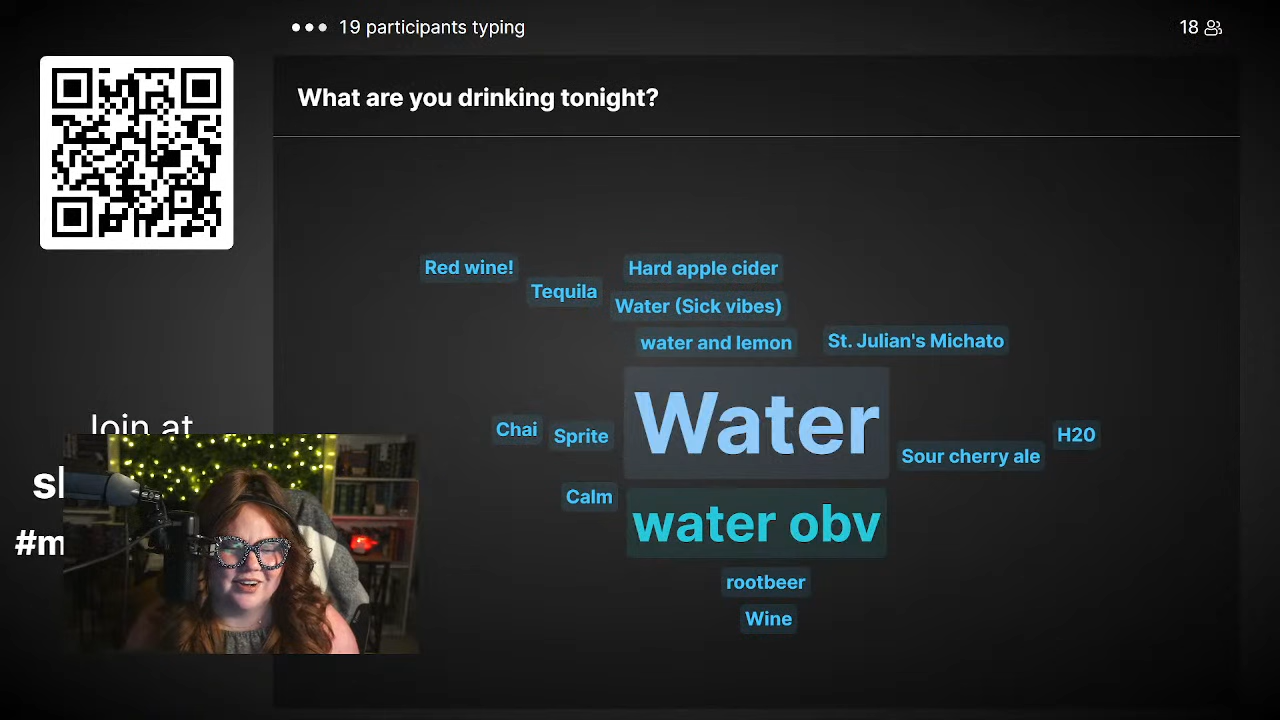 19 participants typing
18
What are you drinking tonight?
Red wine!
Hard apple cider
Tequila
Water (Sick vibes)
water and lemon
St. Julian's Michato
Water
Chai
Sprite
H20
Sour cherry ale
Calm
water obv
rootbeer
Wine
Join at
sl
#m